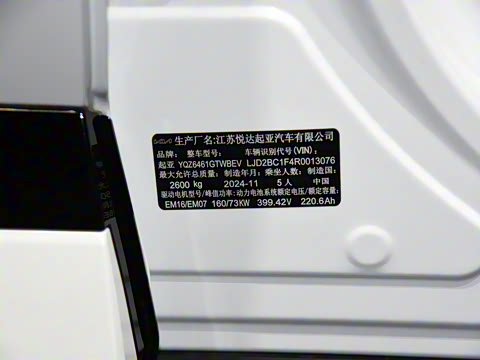 KIA 生产厂名:江苏悦达起亚汽车有限公司
品牌: 整车型号: 车辆识别代号(VIN):
起亚 YQZ6461GTWBEV LJD2BC1F4R0013076
最大允许总质量: 制造年月: 乘坐人数: 制造国:
2600 kg 2024-11 5人 中国
驱动电机型号/峰值功率:动力电池系统额定电压/额定容量:
EM16/EM07 160/73KW 399.42V 220.6Ah